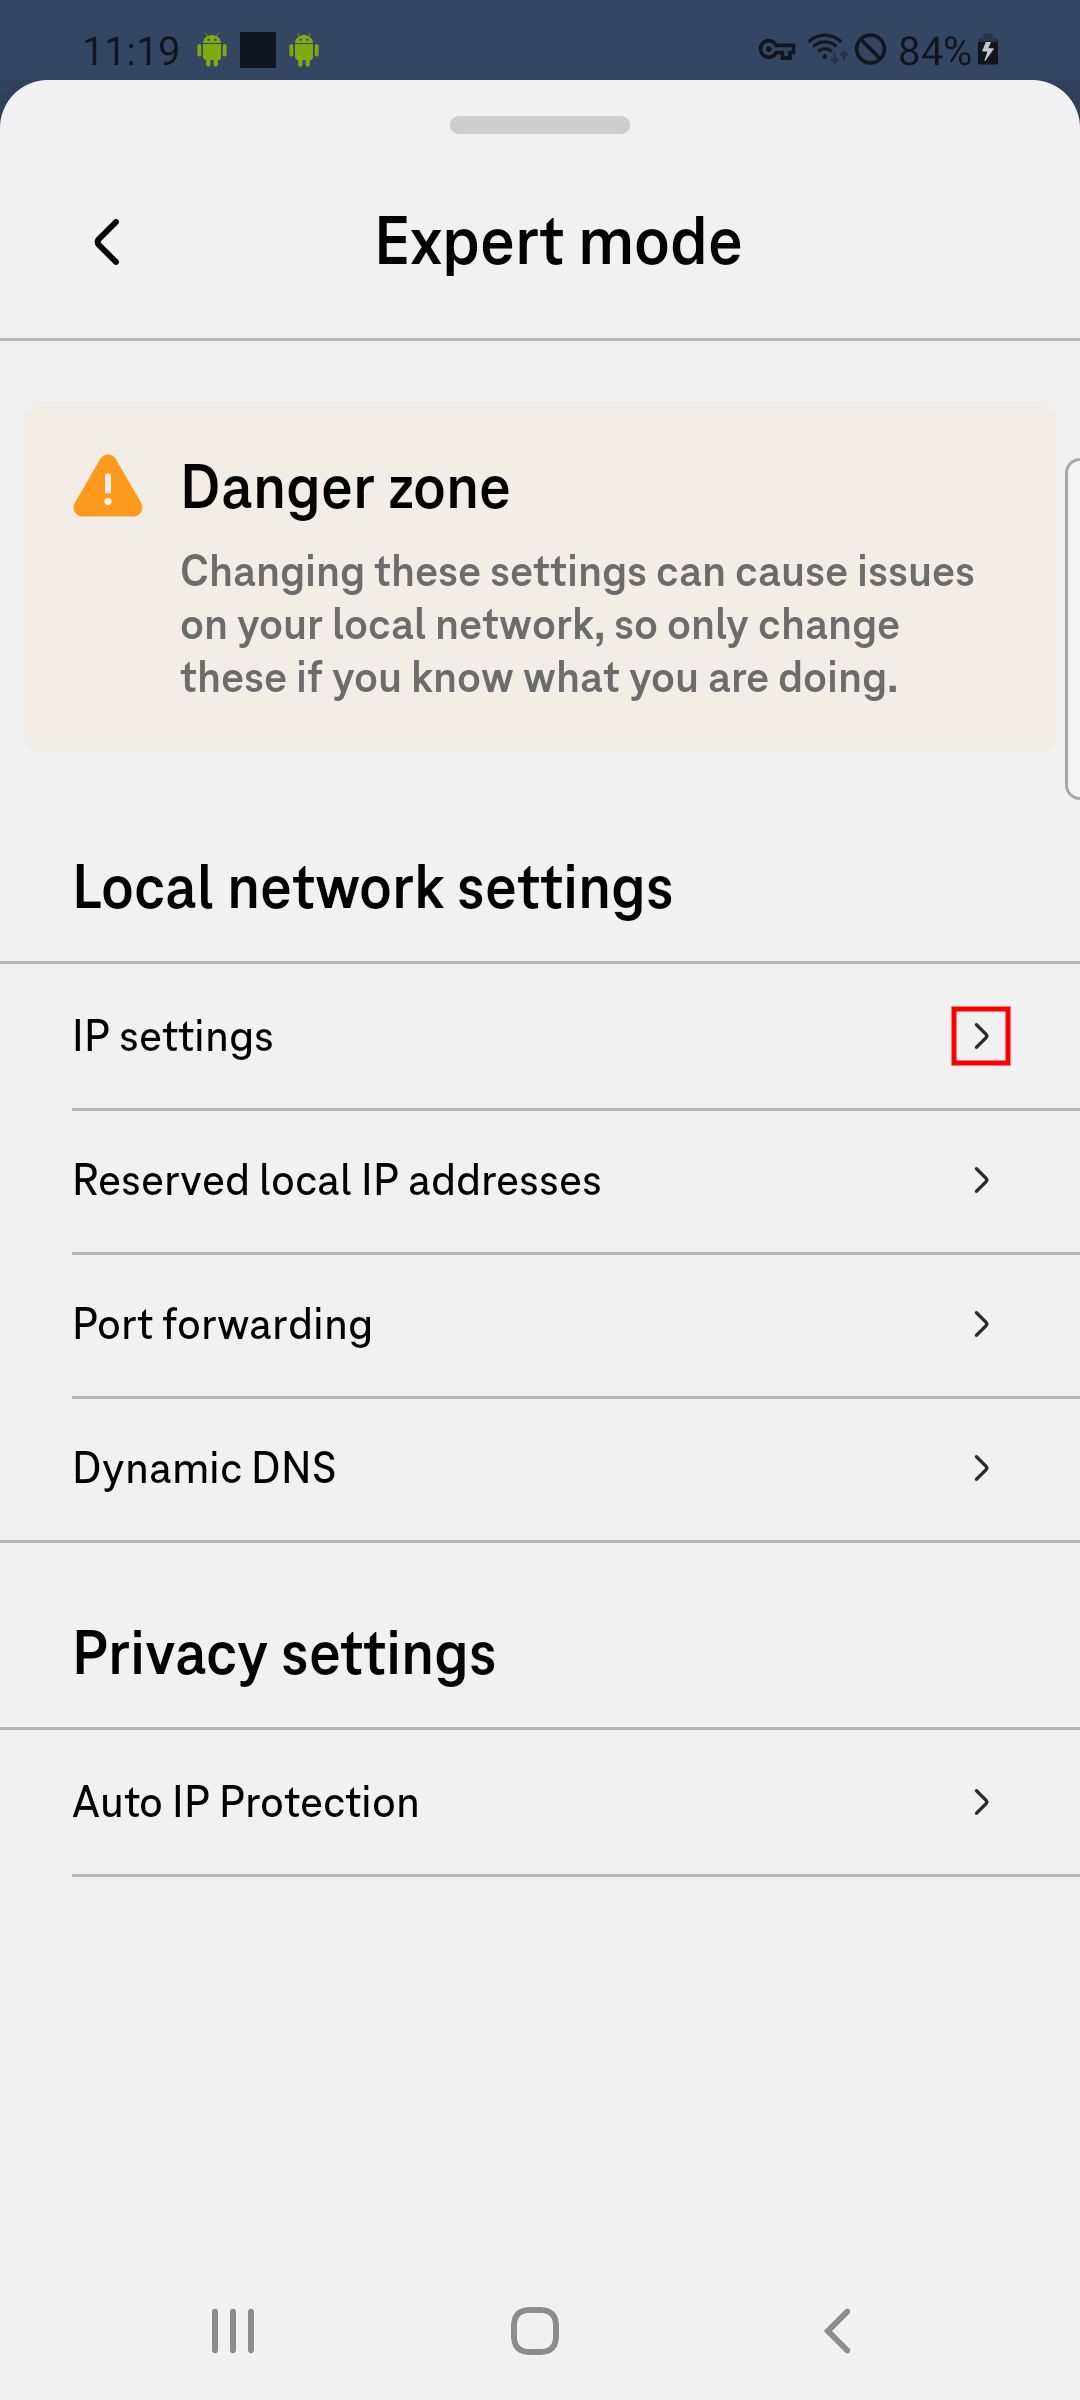 11:19
84%
Expert mode
Danger zone
Changing these settings can cause issues
on your local network, so only change
these if you know what you are doing.
Local network settings
IP settings
Reserved local IP addresses
Port forwarding
Dynamic DNS
Privacy settings
Auto IP Protection